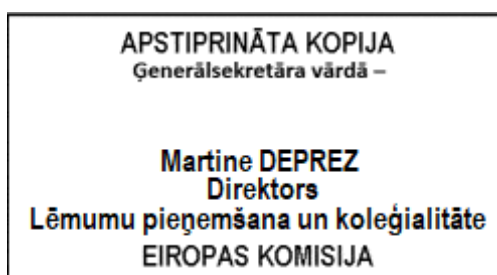 APSTIPRINĀTA KOPIJA
Ģenerālsekretāra vārdā –
Martine DEPREZ
Direktors
Lēmumu pieņemšana un koleģialitāte
EIROPAS KOMISIJA